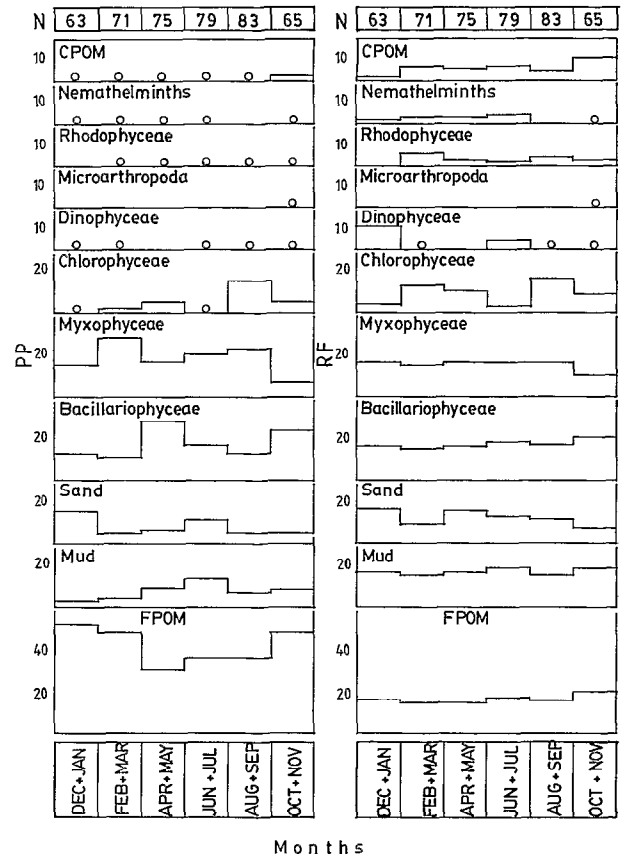 N 63 71 75 79 83 65
10 CPOM
10 Nemathelminths
10 Rhodophyceae
10 Microarthropoda
10 Dinophyceae
20 Chlorophyceae
Myxophyceae
PP 20
Bacillariophyceae
20
20 Sand
20 Mud
FPOM
40
20
DEC+JAN FEB+MAR APR+MAY JUN+JUL AUG+SEP OCT+NOV
N 63 71 75 79 83 65
10 CPOM
10 Nemathelminths
10 Rhodophyceae
10 Microarthropoda
10 Dinophyceae
20 Chlorophyceae
Myxophyceae
RF 20
Bacillariophyceae
20
20 Sand
20 Mud
FPOM
40
20
DEC+JAN FEB+MAR APR+MAY JUN+JUL AUG+SEP OCT+NOV
Months